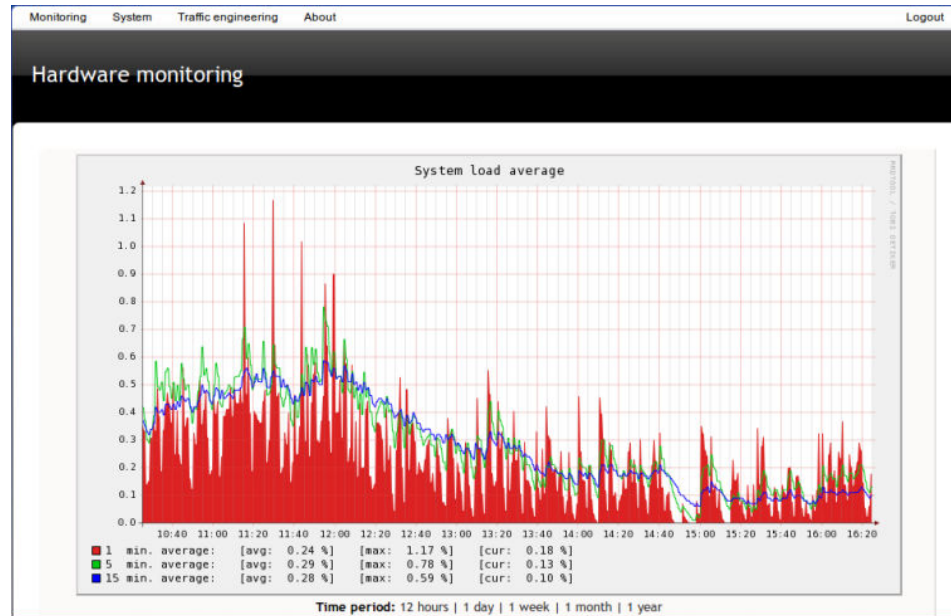 Monitoring System Traffic engineering About Logout
Hardware monitoring
System load average
RRDTOOL / TOBI OETIKER
1.2
1.1
1.0
0.9
0.8
0.7
0.6
0.5
0.4
0.3
0.2
0.1
0.0
10:40 11:00 11:20 11:40 12:00 12:20 12:40 13:00 13:20 13:40 14:00 14:20 14:40 15:00 15:20 15:40 16:00 16:20
1 min. average: [avg: 0.24 %] [max: 1.17 %] [cur: 0.18 %]
5 min. average: [avg: 0.29 %] [max: 0.78 %] [cur: 0.13 %]
15 min. average: [avg: 0.28 %] [max: 0.59 %] [cur: 0.10 %]
Time period: 12 hours | 1 day | 1 week | 1 month | 1 year